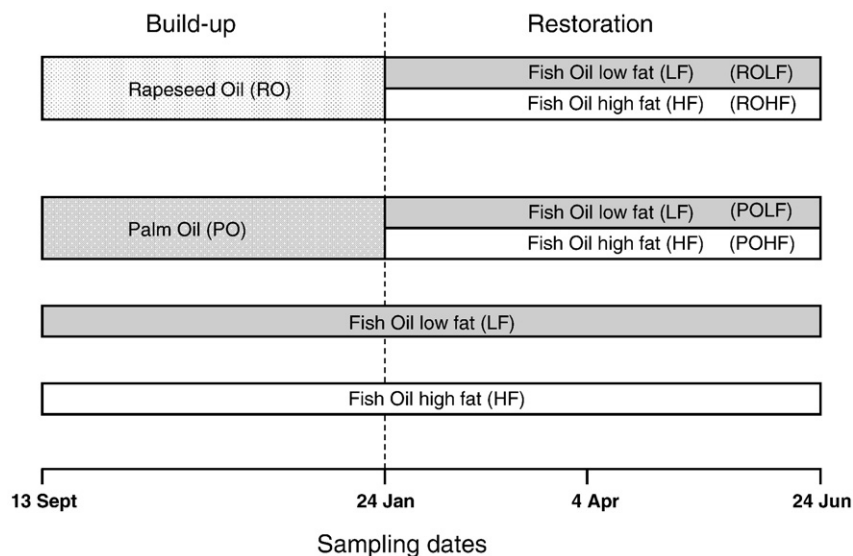 Build-up Restoration
Fish Oil low fat (LF) (ROLF)
Rapeseed Oil (RO)
Fish Oil high fat (HF) (ROHF)
Fish Oil low fat (LF) (POLF)
Palm Oil (PO)
Fish Oil high fat (HF) (POHF)
Fish Oil low fat (LF)
Fish Oil high fat (HF)
13 Sept 24 Jan 4 Apr 24 Jun
Sampling dates